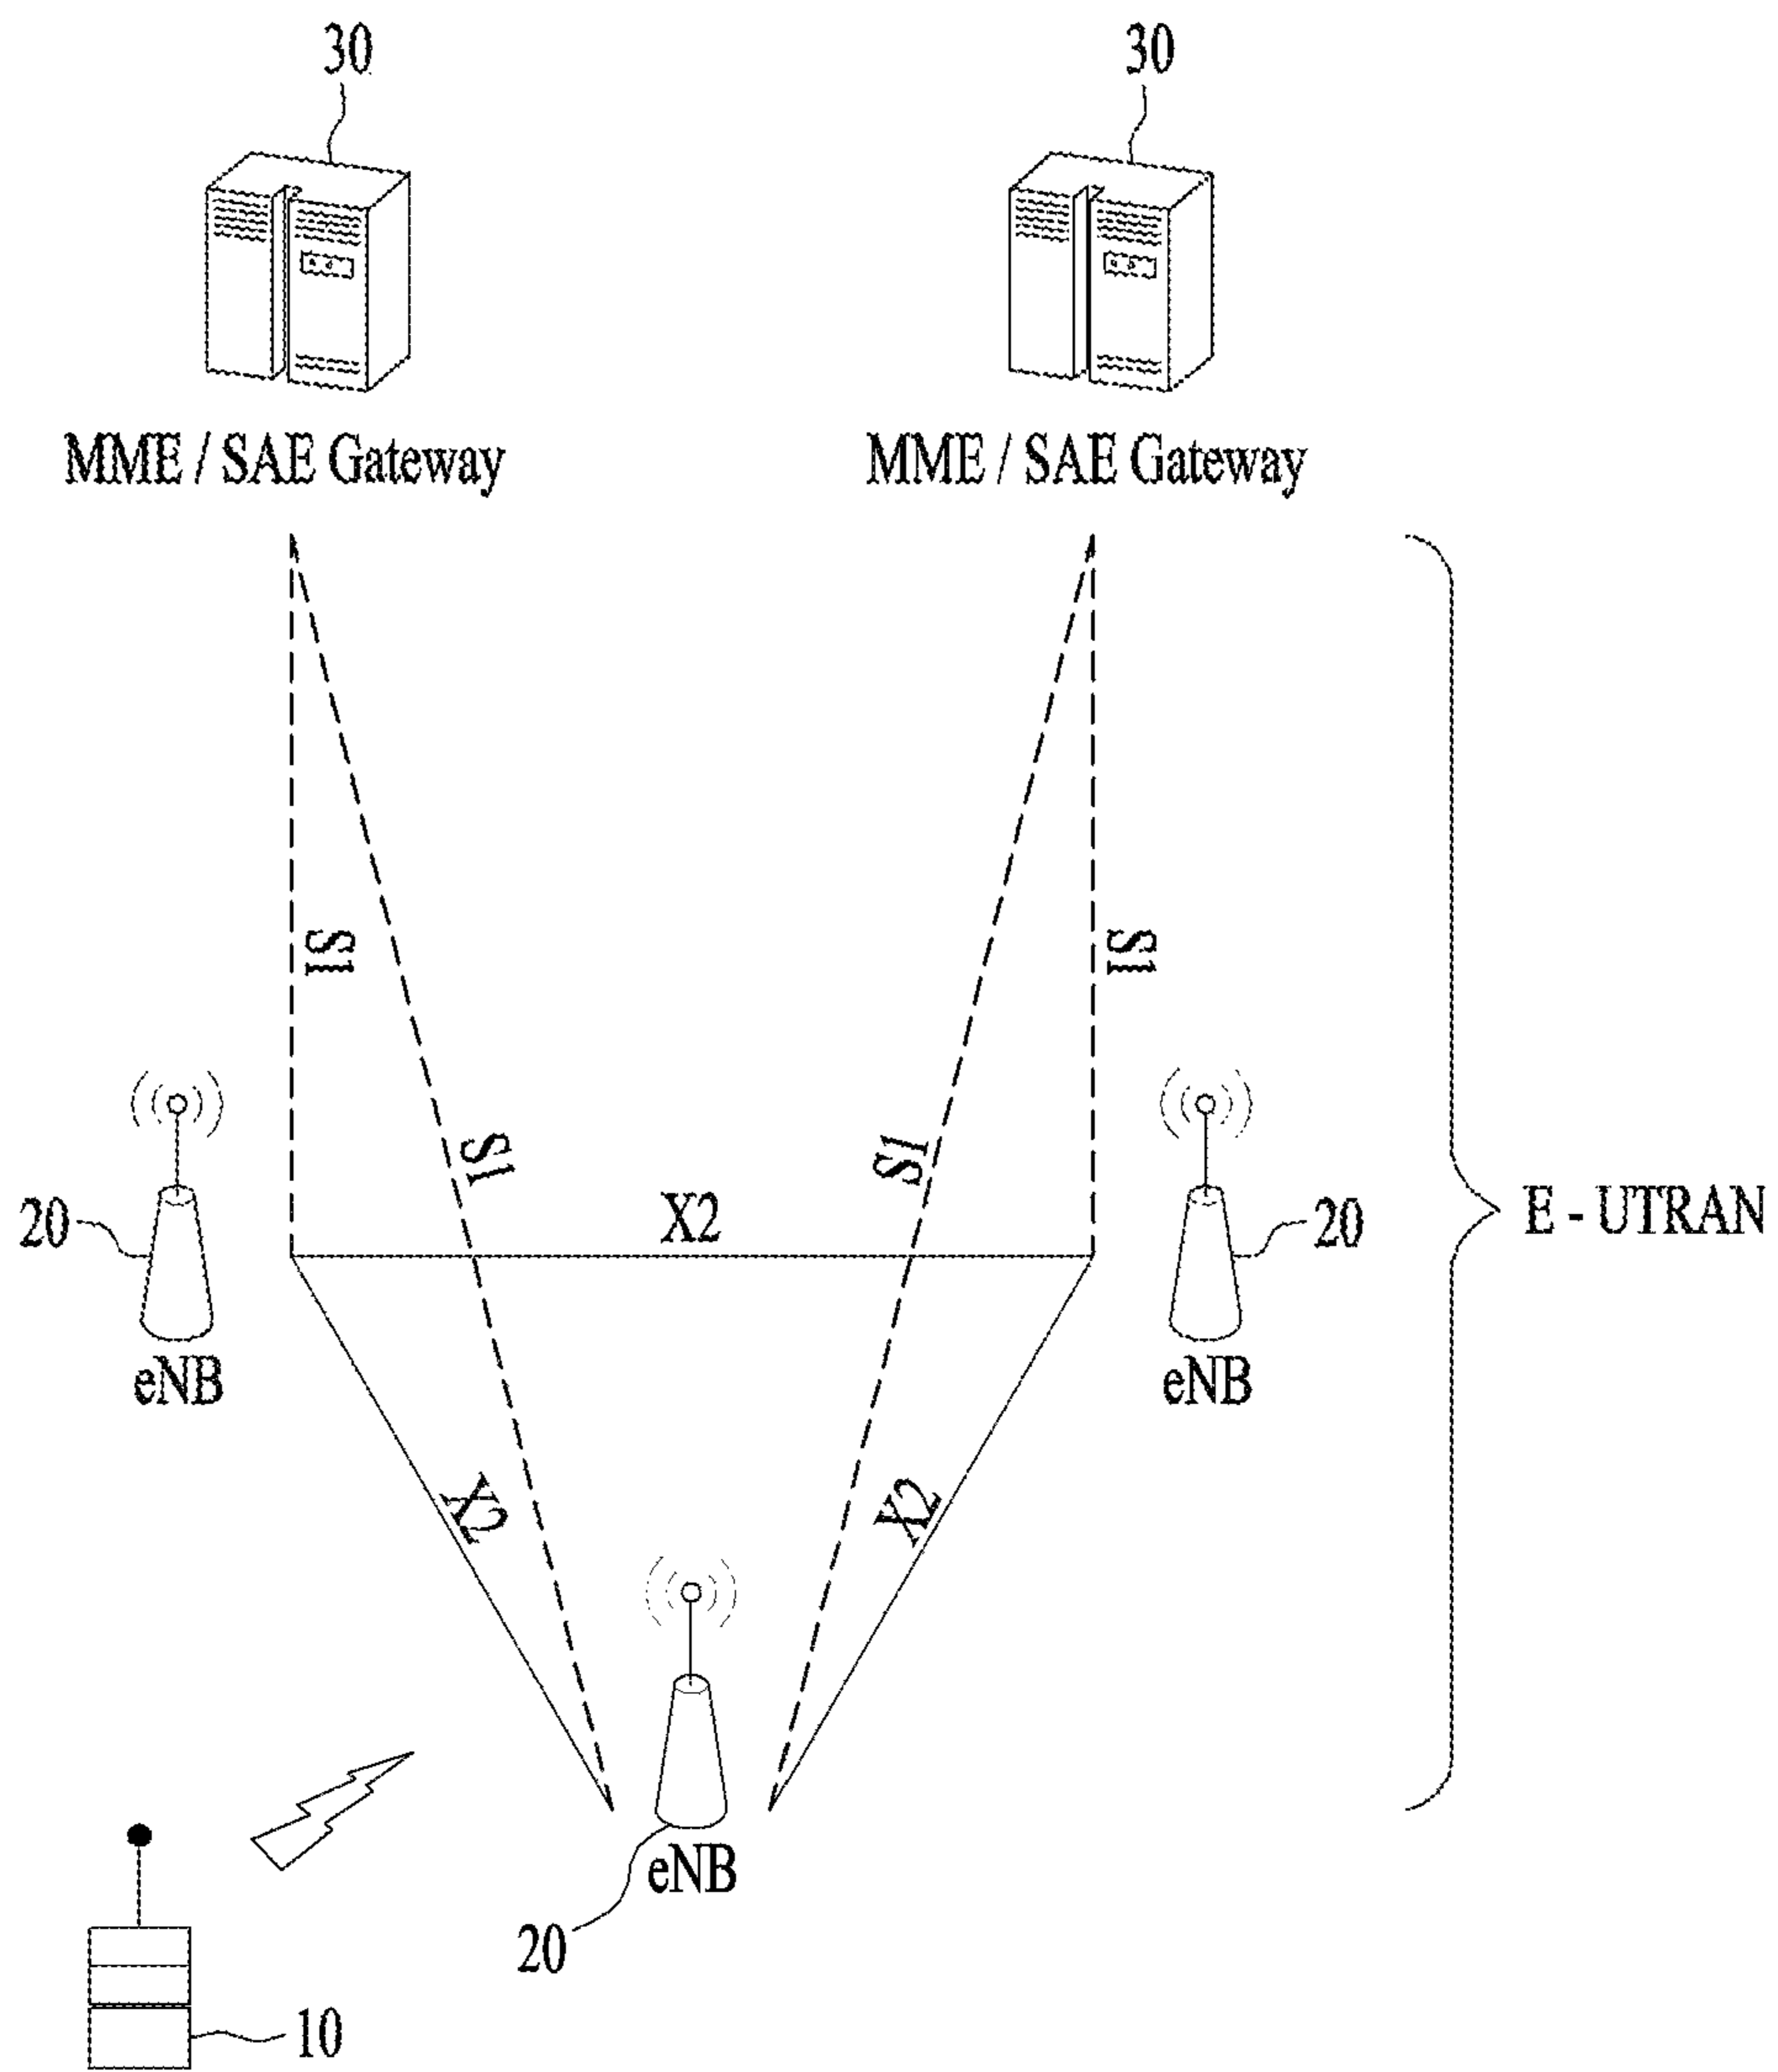 30
30
MME / SAE Gateway
MME / SAE Gateway
S1
S1
S1
S1
20
X2
20
E - UTRAN
eNB
eNB
X2
X2
eNB
20
10